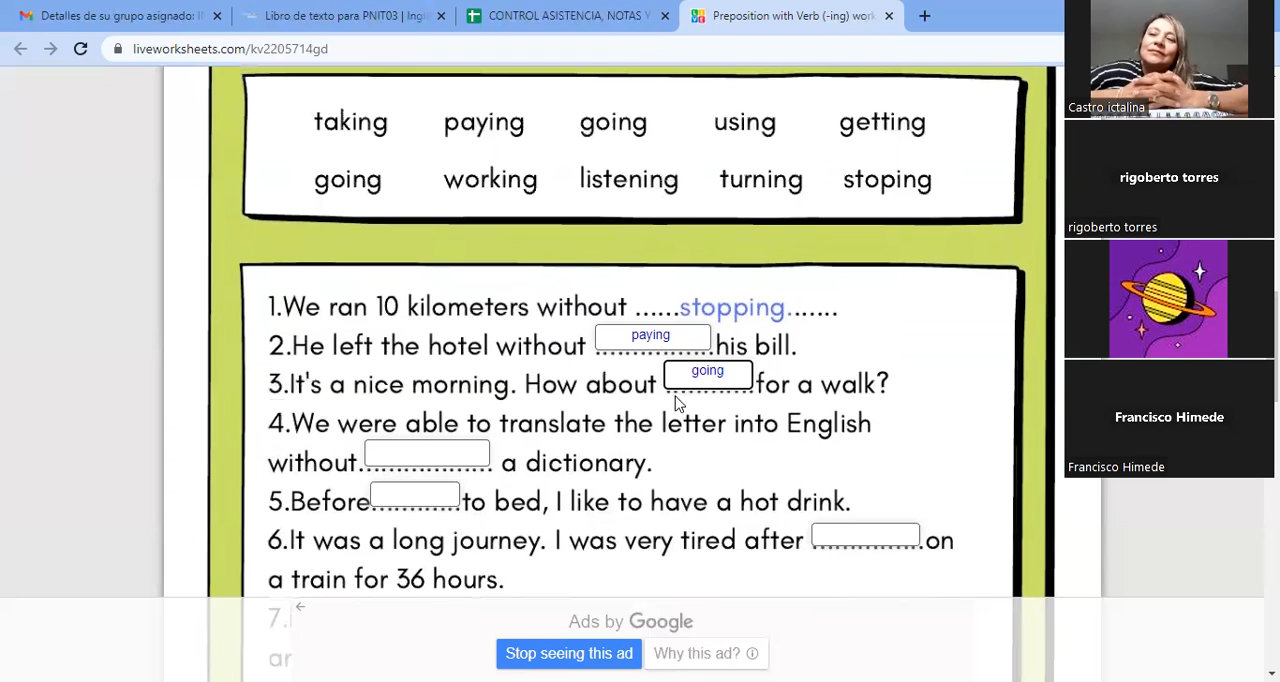 Detalles de su grupo asignado: I
Libro de texto para PNIT03 | Ingl
CONTROL ASISTENCIA, NOTAS Y
Preposition with Verb (-ing) work
liveworksheets.com/kv2205714gd
taking paying going using getting
going working listening turning stoping
1.We ran 10 kilometers without ......stopping.......
2.He left the hotel without paying his bill.
3.It's a nice morning. How about going for a walk?
4.We were able to translate the letter into English
without.................. a dictionary.
5.Before............to bed, I like to have a hot drink.
6.It was a long journey. I was very tired after ...............on
a train for 36 hours.
7.
ar
Ads by Google
Stop seeing this ad
Why this ad?
Castro ictalina
rigoberto torres
rigoberto torres
Francisco Himede
Francisco Himede